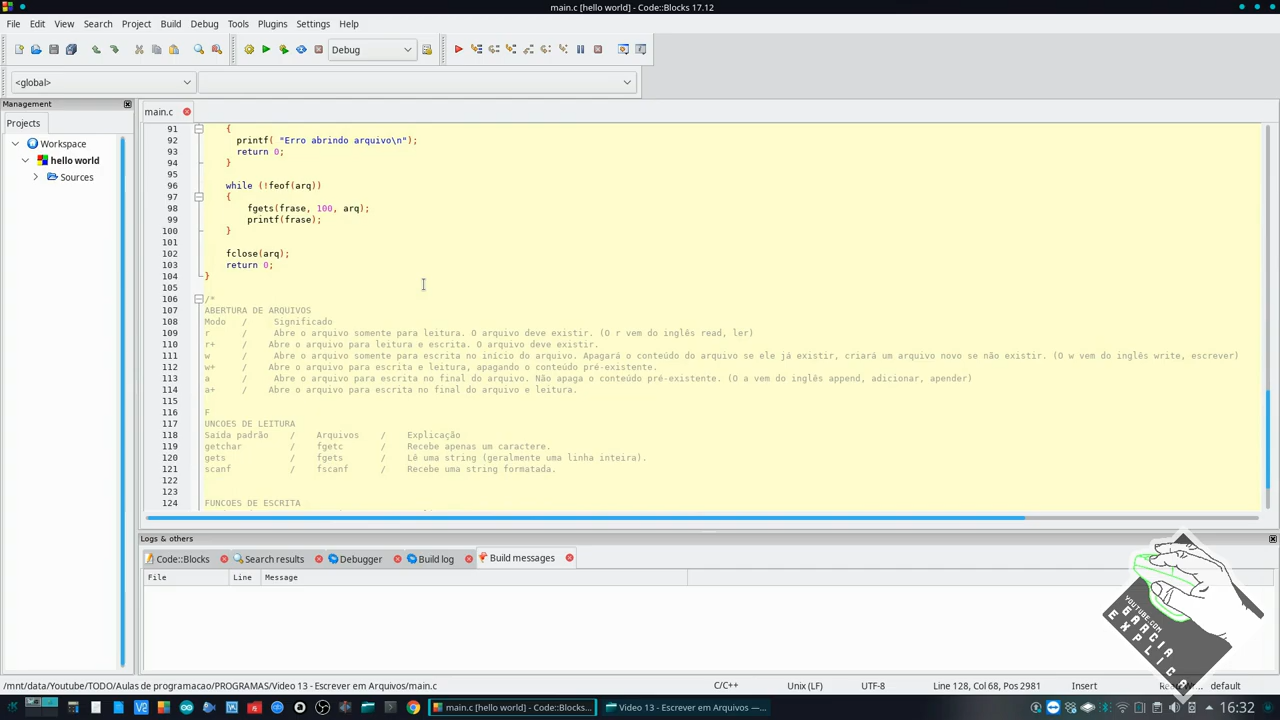 main.c [hello world] - Code::Blocks 17.12
File Edit View Search Project Build Debug Tools Plugins Settings Help
Debug
<global>
Management
Projects
Workspace
hello world
Sources
main.c
91 {
92 printf( "Erro abrindo arquivo\n");
93 return 0;
94 }
95
96 while (!feof(arq))
97 {
98 fgets(frase, 100, arq);
99 printf(frase);
100 }
101
102 fclose(arq);
103 return 0;
104 }
105
106 /*
107 ABERTURA DE ARQUIVOS
108 Modo / Significado
109 r / Abre o arquivo somente para leitura. O arquivo deve existir. (O r vem do inglês read, ler)
110 r+ / Abre o arquivo para leitura e escrita. O arquivo deve existir.
111 w / Abre o arquivo somente para escrita no início do arquivo. Apagará o conteúdo do arquivo se ele já existir, criará um arquivo novo se não existir. (O w vem do inglês write, escrever)
112 w+ / Abre o arquivo para escrita e leitura, apagando o conteúdo pré-existente.
113 a / Abre o arquivo para escrita no final do arquivo. Não apaga o conteúdo pré-existente. (O a vem do inglês append, adicionar, apender)
114 a+ / Abre o arquivo para escrita no final do arquivo e leitura.
115
116 F
117 UNCOES DE LEITURA
118 Saida padrão / Arquivos / Explicação
119 getchar / fgetc / Recebe apenas um caractere.
120 gets / fgets / Lê uma string (geralmente uma linha inteira).
121 scanf / fscanf / Recebe uma string formatada.
122
123
124 FUNCOES DE ESCRITA
Logs & others
Code::Blocks Search results Debugger Build log Build messages
File Line Message
YOUTUBE.COM
GARCIA
EXPLICA
/mnt/data/Youtube/TODO/Aulas de programacao/PROGRAMAS/Video 13 - Escrever em Arquivos/main.c C/C++ Unix (LF) UTF-8 Line 128, Col 68, Pos 2981 Insert default
main.c [hello world] - Code::Blocks... Video 13 - Escrever em Arquivos —... 16:32